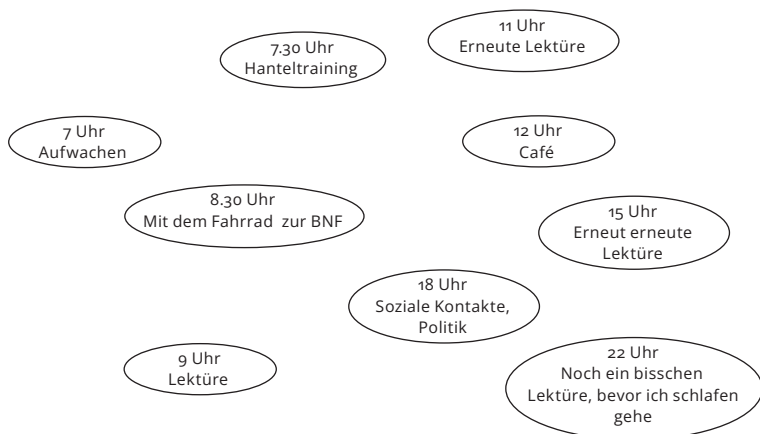 11 Uhr
Erneute Lektüre
7.30 Uhr
Hanteltraining
7 Uhr
Aufwachen
12 Uhr
Café
8.30 Uhr
Mit dem Fahrrad zur BNF
15 Uhr
Erneut erneute
Lektüre
18 Uhr
Soziale Kontakte,
Politik
9 Uhr
Lektüre
22 Uhr
Noch ein bisschen
Lektüre, bevor ich schlafen
gehe